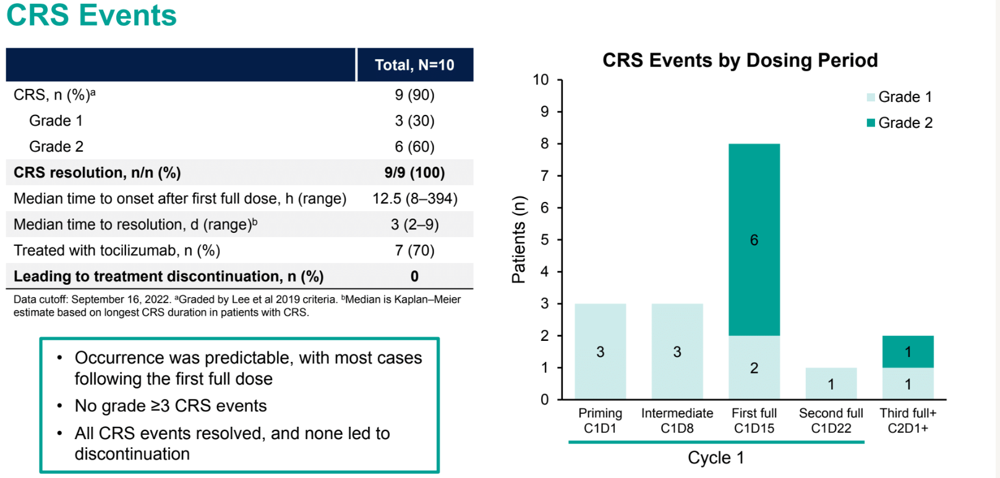 CRS Events
Total, N=10
CRS, n (%)ᵃ 9 (90)
Grade 1 3 (30)
Grade 2 6 (60)
CRS resolution, n/n (%) 9/9 (100)
Median time to onset after first full dose, h (range) 12.5 (8–394)
Median time to resolution, d (range)ᵇ 3 (2–9)
Treated with tocilizumab, n (%) 7 (70)
Leading to treatment discontinuation, n (%) 0
Data cutoff: September 16, 2022. ᵃGraded by Lee et al 2019 criteria. ᵇMedian is Kaplan–Meier
estimate based on longest CRS duration in patients with CRS.
• Occurrence was predictable, with most cases
following the first full dose
• No grade ≥3 CRS events
• All CRS events resolved, and none led to
discontinuation
CRS Events by Dosing Period
Grade 1
Grade 2
Patients (n)
10
9
8
7
6
5
4
3
2
1
0
3
3
6
2
1
1
1
Priming
C1D1
Intermediate
C1D8
First full
C1D15
Second full
C1D22
Third full+
C2D1+
Cycle 1